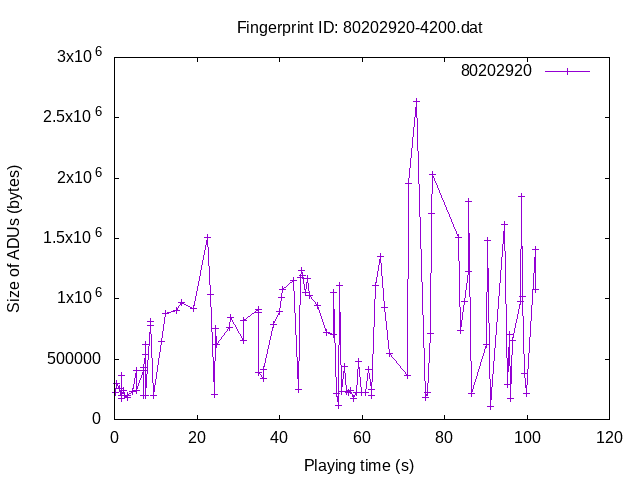 Fingerprint ID: 80202920-4200.dat
80202920
Size of ADUs (bytes)
3x10^6
2.5x10^6
2x10^6
1.5x10^6
1x10^6
500000
0
0 20 40 60 80 100 120
Playing time (s)